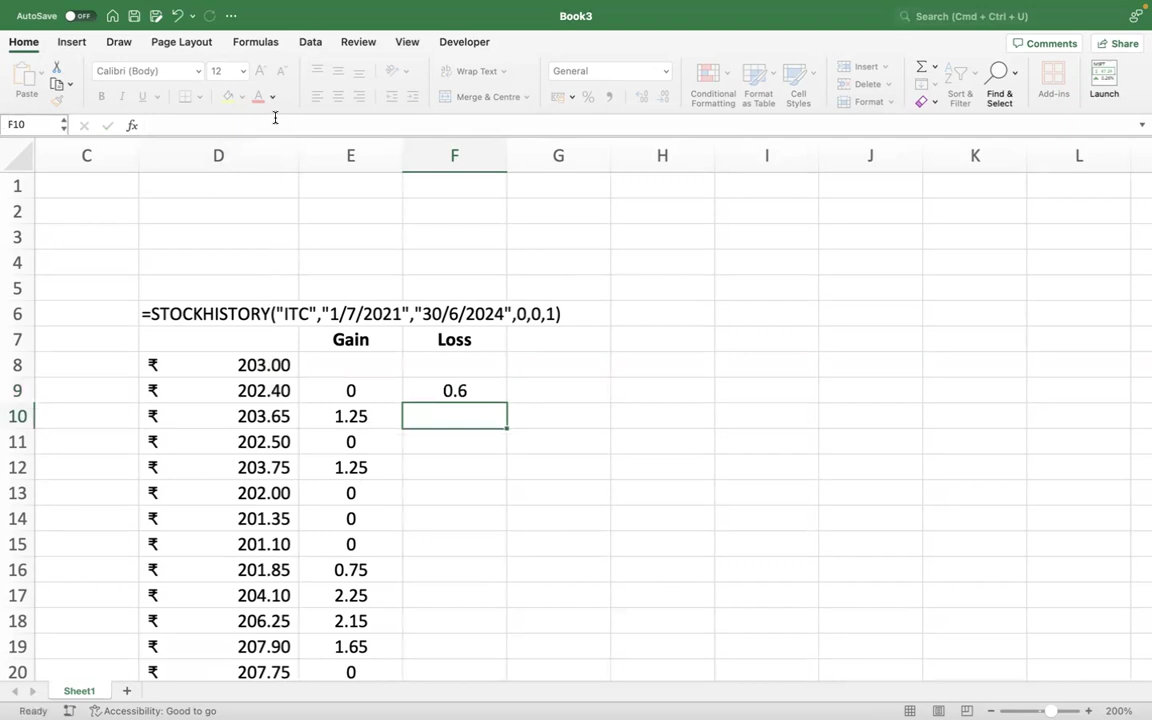 AutoSave OFF Book3 Search (Cmd + Ctrl + U)
Home Insert Draw Page Layout Formulas Data Review View Developer Comments Share
Paste Calibri (Body) 12 A A Wrap Text General Conditional Formatting Format as Table Cell Styles Insert Sort & Filter Find & Select Add-ins Launch
B I U A Merge & Centre % Delete
Format
F10 fx
C D E F G H I J K L
1
2
3
4
5
6 =STOCKHISTORY("ITC","1/7/2021","30/6/2024",0,0,1)
7 Gain Loss
8 ₹ 203.00
9 ₹ 202.40 0 0.6
10 ₹ 203.65 1.25
11 ₹ 202.50 0
12 ₹ 203.75 1.25
13 ₹ 202.00 0
14 ₹ 201.35 0
15 ₹ 201.10 0
16 ₹ 201.85 0.75
17 ₹ 204.10 2.25
18 ₹ 206.25 2.15
19 ₹ 207.90 1.65
20 ₹ 207.75 0
Sheet1
Ready Accessibility: Good to go 200%